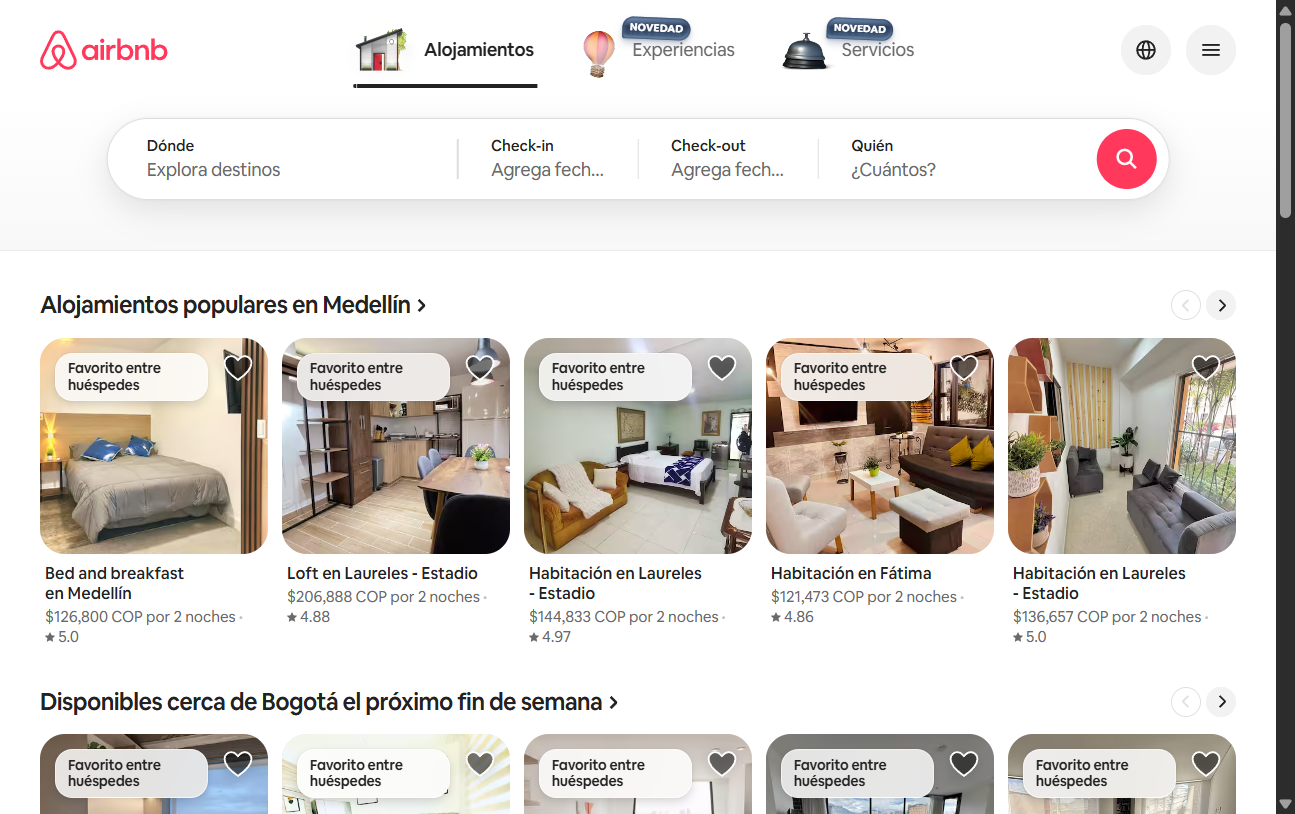 airbnb
Alojamientos
NOVEDAD
Experiencias
NOVEDAD
Servicios
Dónde
Explora destinos
Check-in
Agrega fech...
Check-out
Agrega fech...
Quién
¿Cuántos?
Alojamientos populares en Medellín
Favorito entre
huéspedes
Favorito entre
huéspedes
Favorito entre
huéspedes
Favorito entre
huéspedes
Bed and breakfast
en Medellín
$126,800 COP por 2 noches ·
★ 5.0
Loft en Laureles - Estadio
$206,888 COP por 2 noches ·
★ 4.88
Habitación en Laureles
- Estadio
$144,833 COP por 2 noches ·
★ 4.97
Habitación en Fátima
$121,473 COP por 2 noches ·
★ 4.86
Habitación en Laureles
- Estadio
$136,657 COP por 2 noches ·
★ 5.0
Disponibles cerca de Bogotá el próximo fin de semana
Favorito entre
huéspedes
Favorito entre
huéspedes
Favorito entre
huéspedes
Favorito entre
huéspedes
Favorito entre
huéspedes